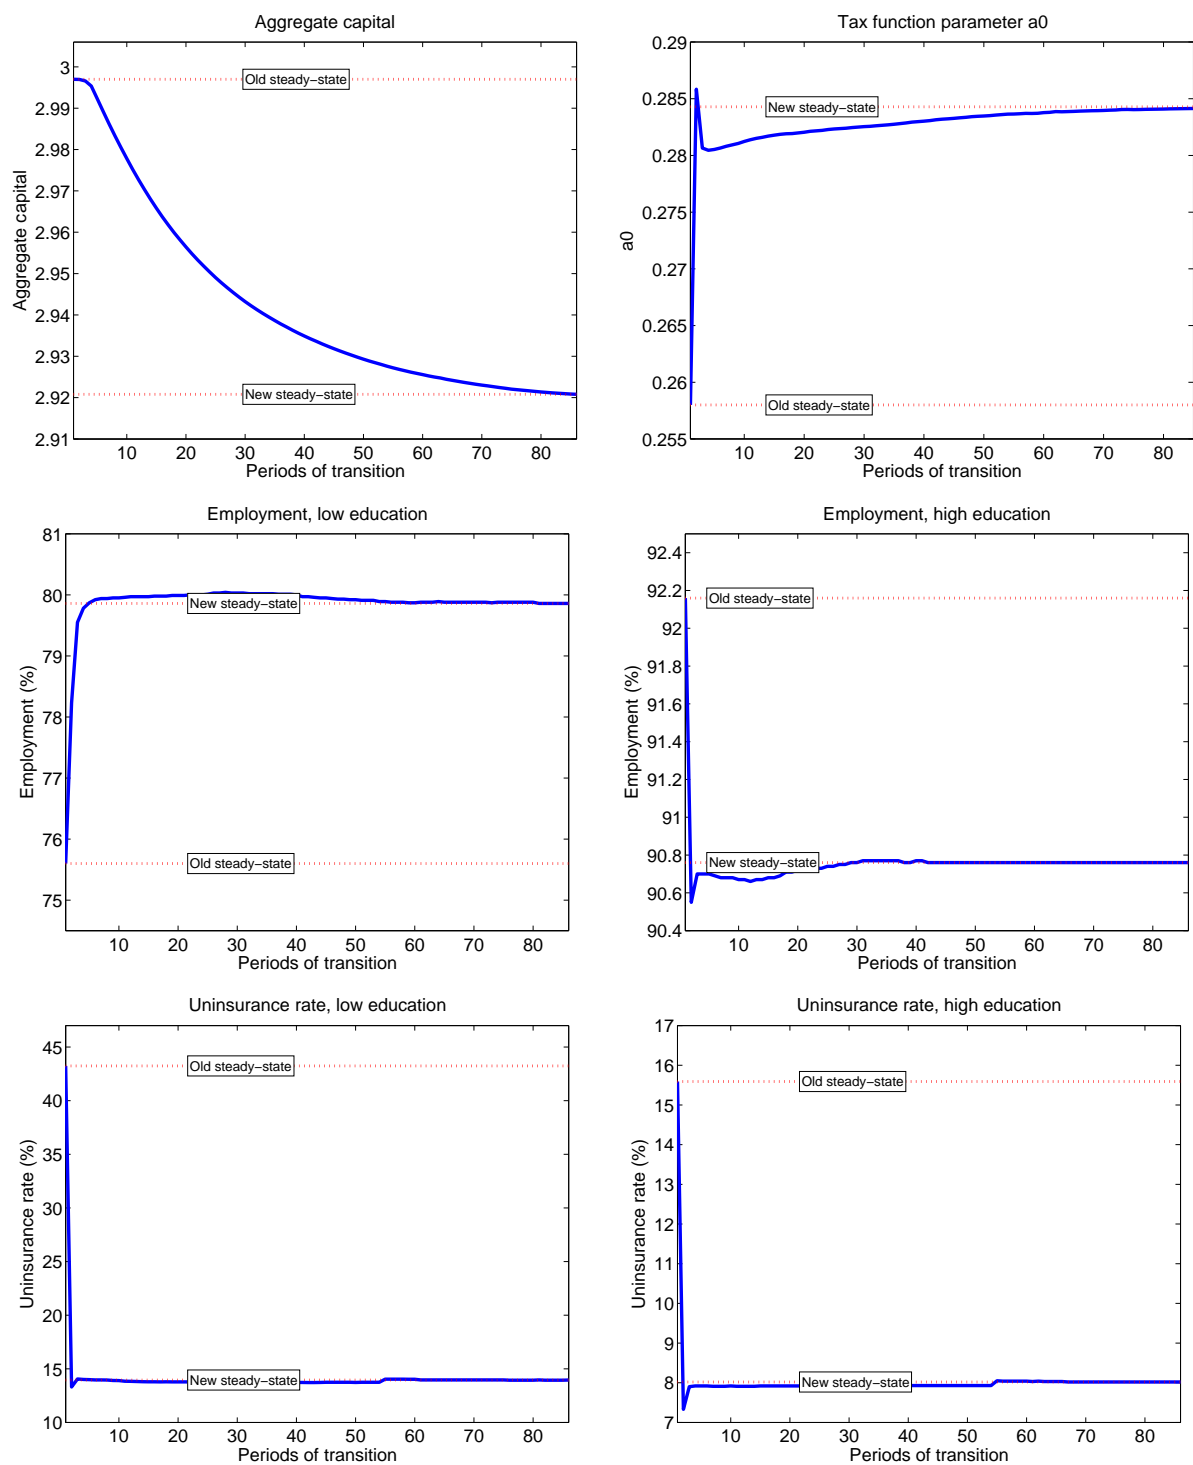 Aggregate capital
3
2.99
2.98
2.97
2.96
2.95
2.94
2.93
2.92
2.91
Aggregate capital
Old steady-state
New steady-state
10 20 30 40 50 60 70 80
Periods of transition
Tax function parameter a0
0.29
0.285
0.28
0.275
0.27
0.265
0.26
0.255
a0
New steady-state
Old steady-state
10 20 30 40 50 60 70 80
Periods of transition
Employment, low education
81
80
79
78
77
76
75
Employment (%)
New steady-state
Old steady-state
10 20 30 40 50 60 70 80
Periods of transition
Employment, high education
92.4
92.2
92
91.8
91.6
91.4
91.2
91
90.8
90.6
90.4
Employment (%)
Old steady-state
New steady-state
10 20 30 40 50 60 70 80
Periods of transition
Uninsurance rate, low education
45
40
35
30
25
20
15
10
Uninsurance rate (%)
Old steady-state
New steady-state
10 20 30 40 50 60 70 80
Periods of transition
Uninsurance rate, high education
17
16
15
14
13
12
11
10
9
8
7
Uninsurance rate (%)
Old steady-state
New steady-state
10 20 30 40 50 60 70 80
Periods of transition